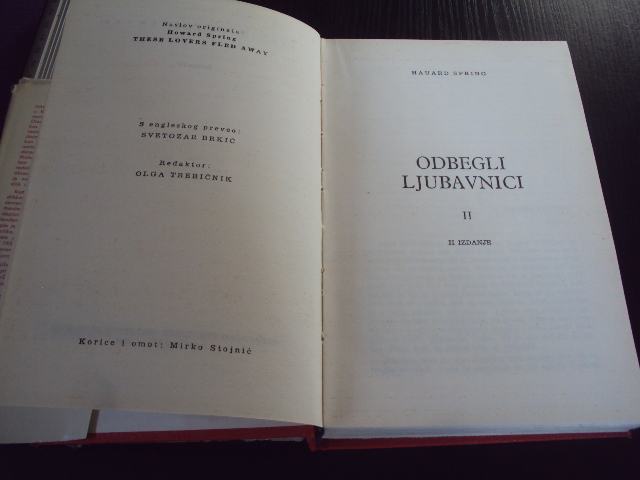 Naslov originala:
Howard Spring
THESE LOVERS FLED AWAY
S engleskog preveo:
SVETOZAR BRKIĆ
Redaktor:
OLGA TREBIČNIK
Korice i omot: Mirko Stojnić
HAUARD SPRING
ODBEGLI
LJUBAVNICI
II
II IZDANJE